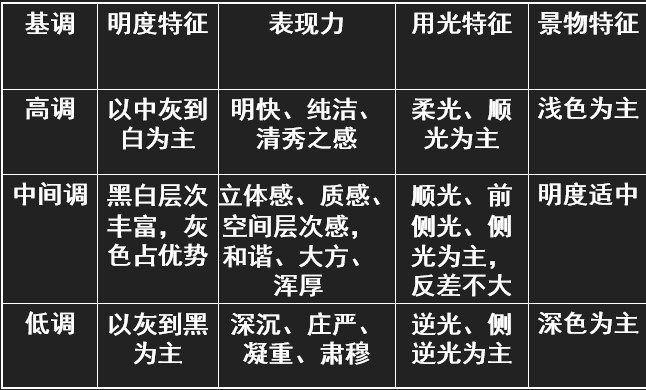 基调 明度特征 表现力 用光特征 景物特征
高调 以中灰到白为主 明快、纯洁、清秀之感 柔光、顺光为主 浅色为主
中间调 黑白层次丰富，灰色占优势 立体感、质感、空间层次感，和谐、大方、浑厚 顺光、前侧光、侧光为主，反差不大 明度适中
低调 以灰到黑为主 深沉、庄严、凝重、肃穆 逆光、侧逆光为主 深色为主